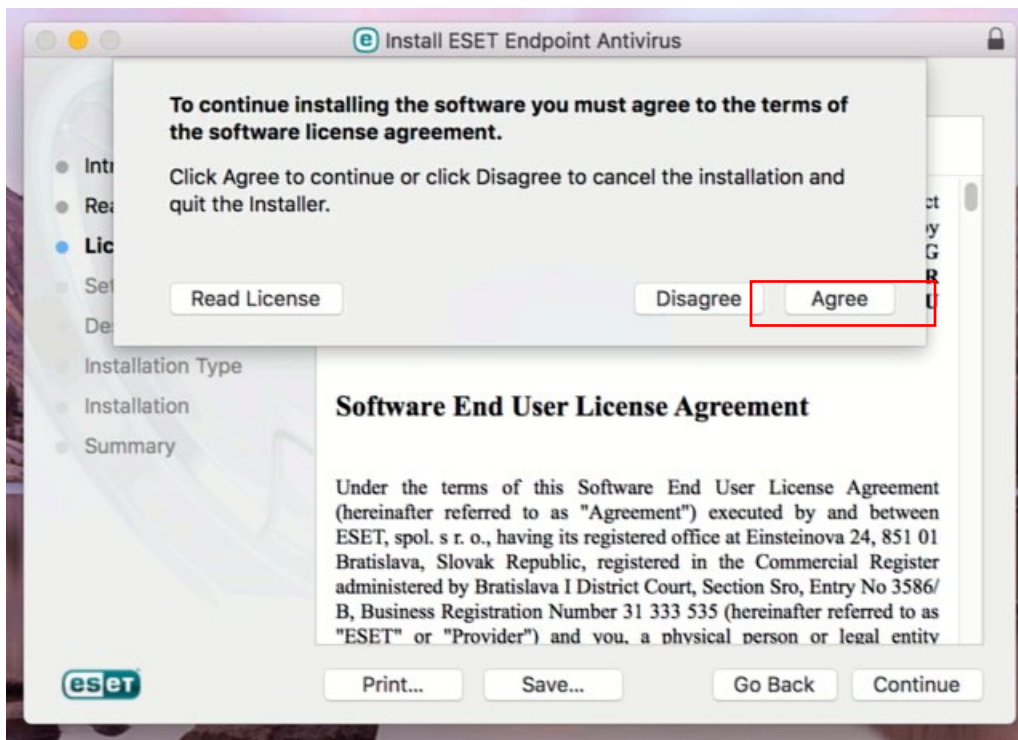 Install ESET Endpoint Antivirus
To continue installing the software you must agree to the terms of
the software license agreement.
Click Agree to continue or click Disagree to cancel the installation and
quit the Installer.
Read License
Disagree
Agree
Installation Type
Installation
Summary
Software End User License Agreement
Under the terms of this Software End User License Agreement
(hereinafter referred to as "Agreement") executed by and between
ESET, spol. s r. o., having its registered office at Einsteinova 24, 851 01
Bratislava, Slovak Republic, registered in the Commercial Register
administered by Bratislava I District Court, Section Sro, Entry No 3586/
B, Business Registration Number 31 333 535 (hereinafter referred to as
"ESET" or "Provider") and you, a physical person or legal entity
eset
Print...
Save...
Go Back
Continue